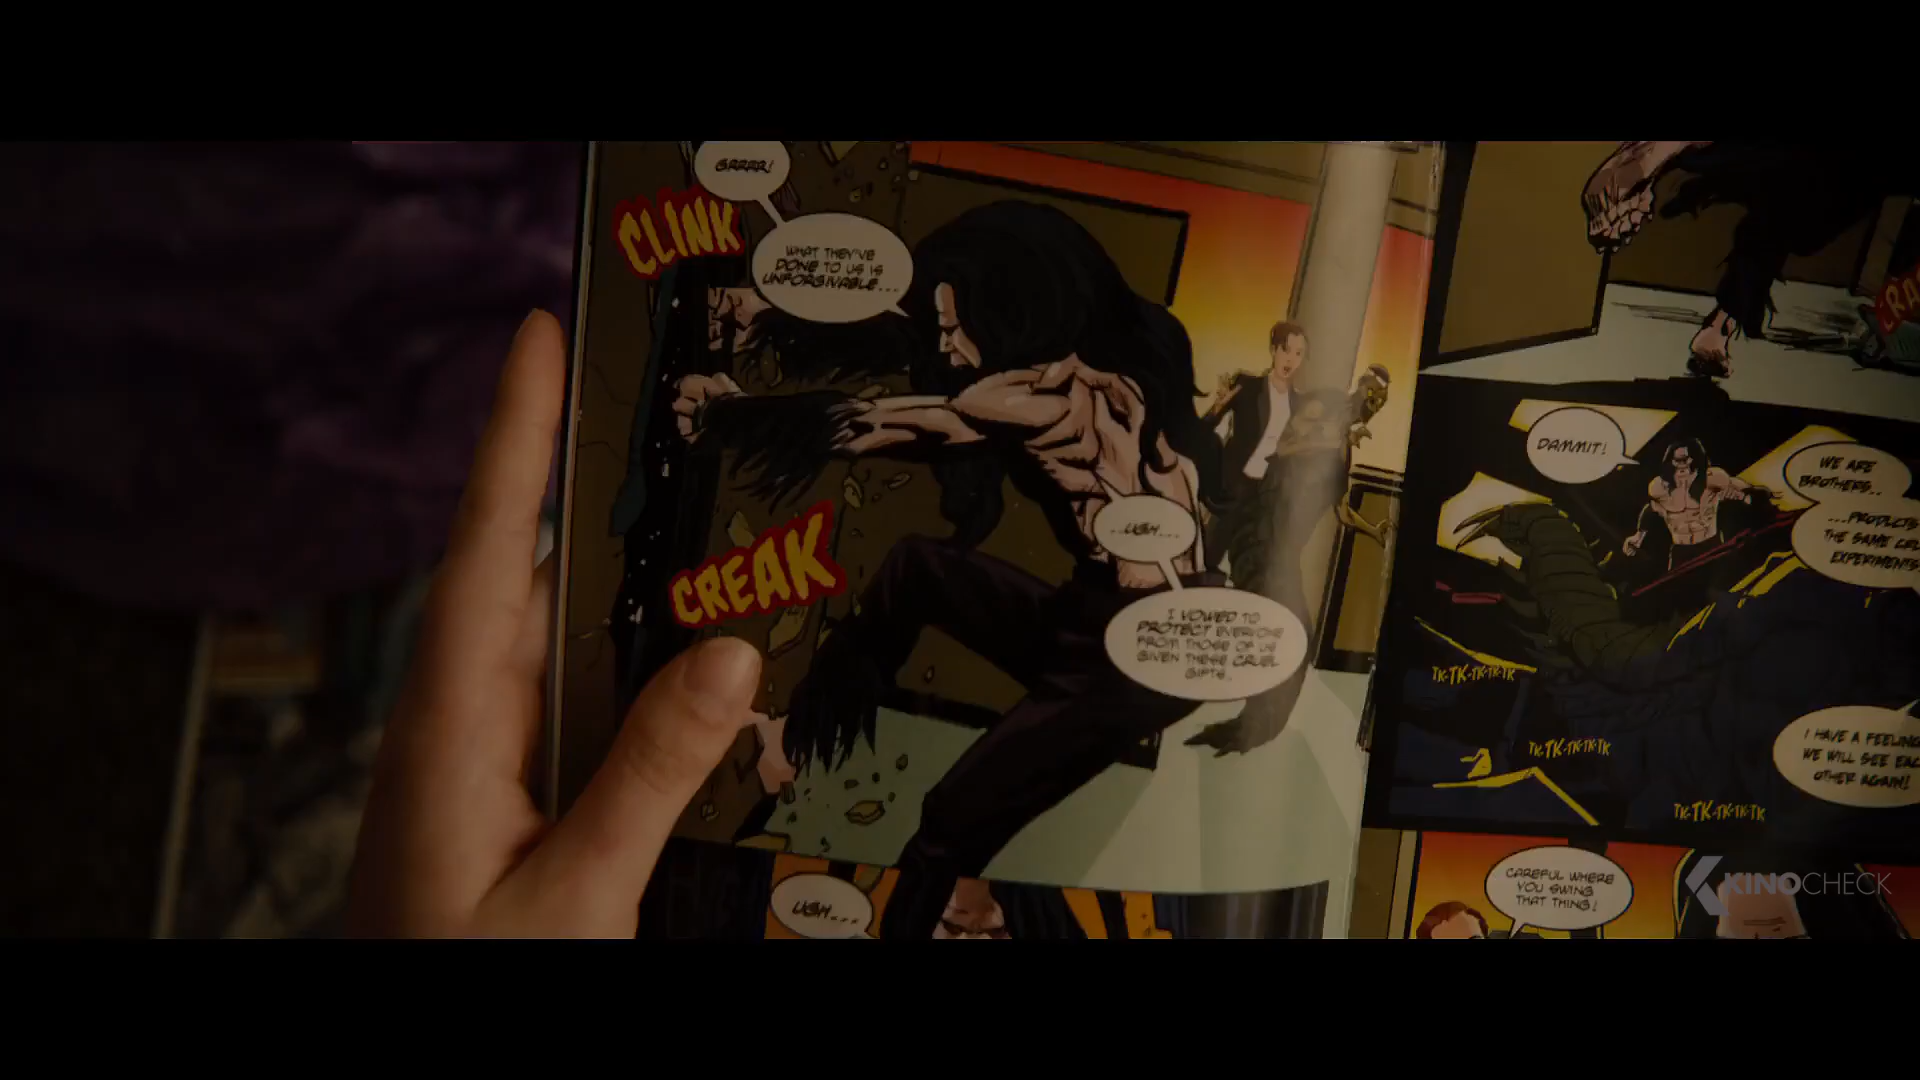 GRRRR!
CLINK
WHAT THEY'VE
DONE TO US IS
UNFORGIVABLE...
CREAK
...UGH...
I VOWED TO
PROTECT EVERYONE
FROM THOSE OF US
GIVEN THESE CRUEL
GIFTS.
UGH...
CRA
DAMMIT!
WE ARE
BROTHERS..
...PRODUCTS
THE SAME
EXPERIMENTS
TK-TK-TK-TK-TK
TK-TK-TK-TK-TK
TK-TK-TK-TK-TK
I HAVE A FEELING
WE WILL SEE EAC
OTHER AGAIN!
CAREFUL WHERE
YOU SWING
THAT THING!
KINOCHECK